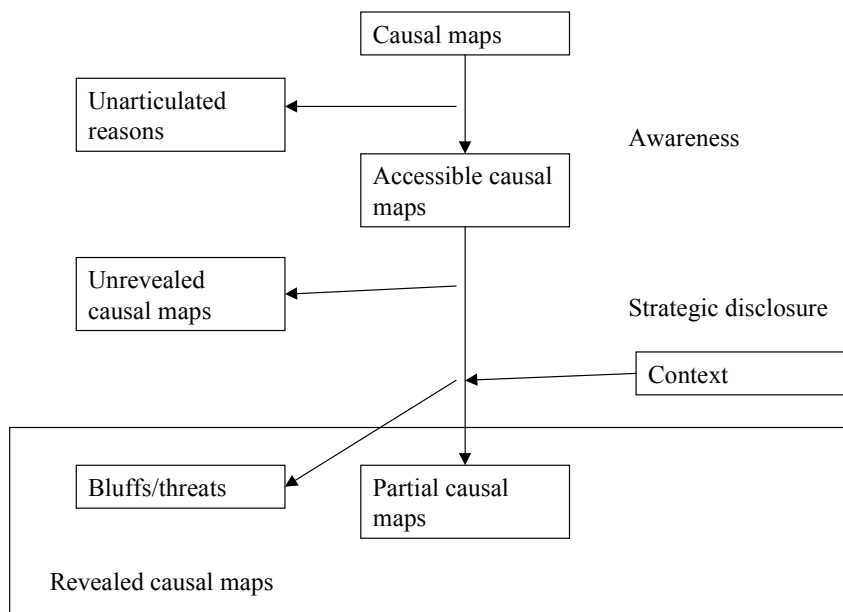 Causal maps
Unarticulated
reasons
Awareness
Accessible causal
maps
Unrevealed
causal maps
Strategic disclosure
Context
Bluffs/threats
Partial causal
maps
Revealed causal maps